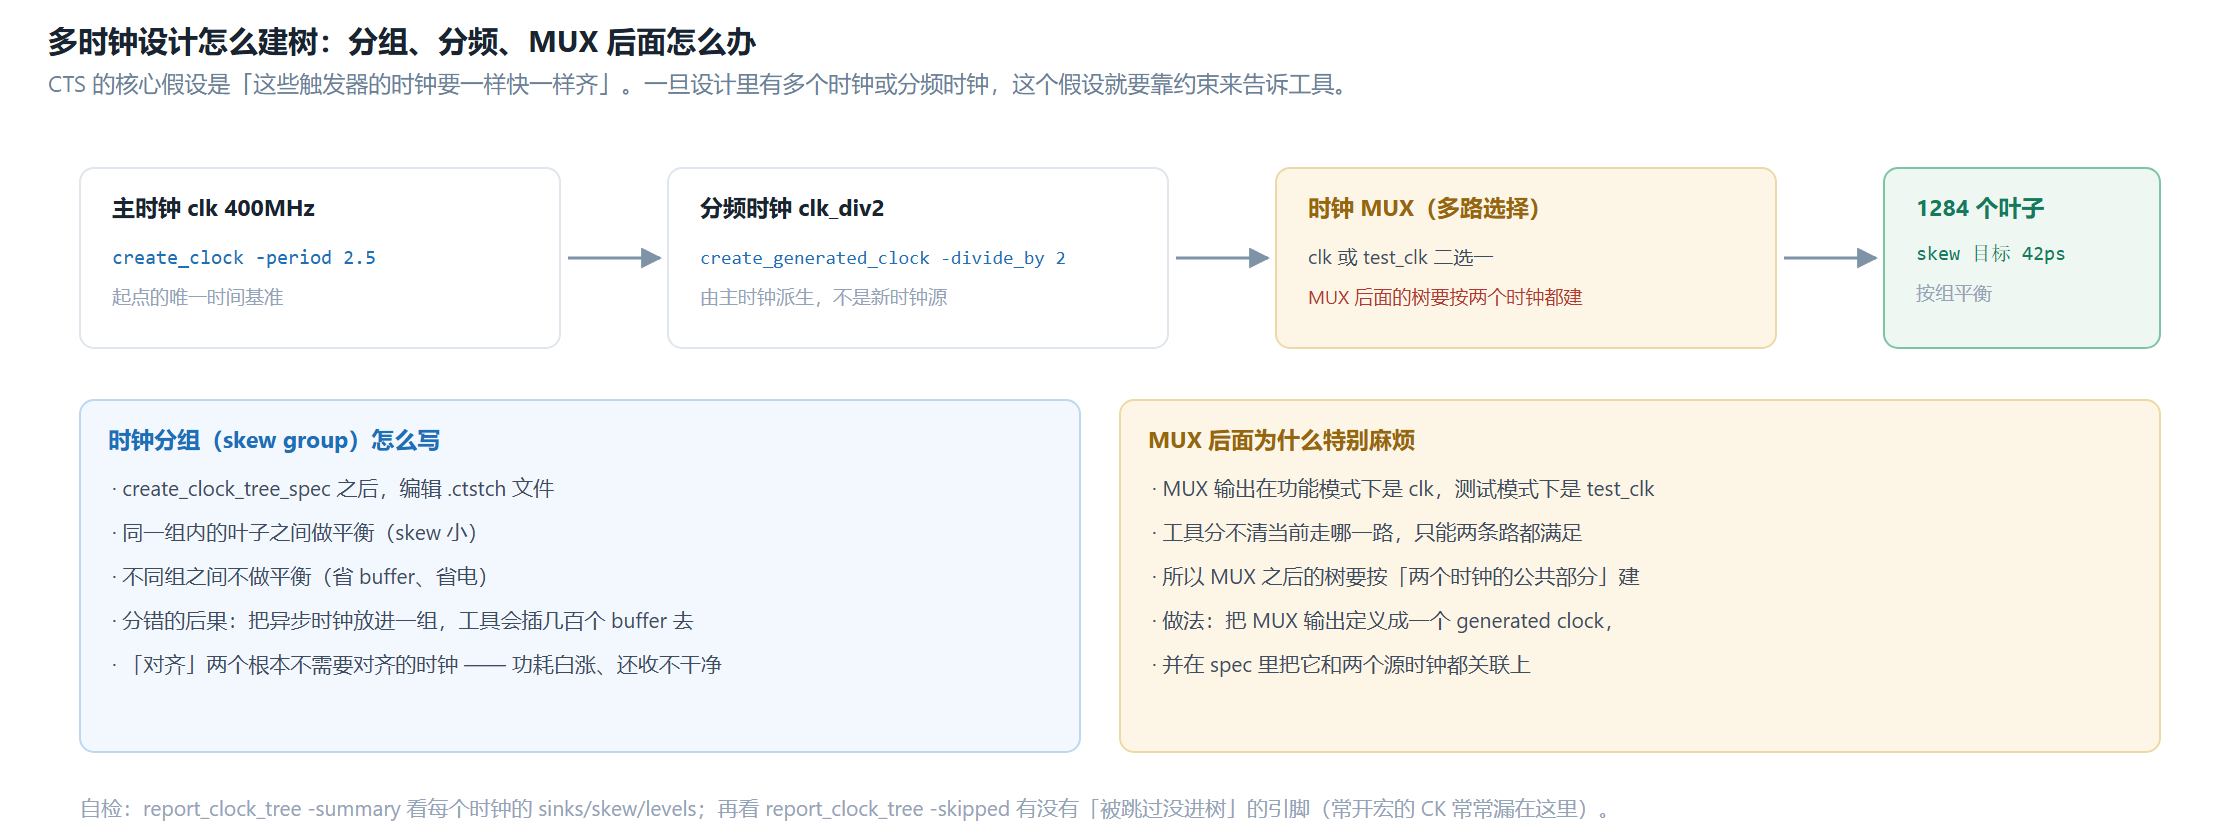 多时钟设计怎么建树：分组、分频、MUX 后面怎么办
CTS 的核心假设是「这些触发器的时钟要一样快一样齐」。一旦设计里有多个时钟或分频时钟，这个假设就要靠约束来告诉工具。
主时钟 clk 400MHz
create_clock -period 2.5
起点的唯一时间基准
分频时钟 clk_div2
create_generated_clock -divide_by 2
由主时钟派生，不是新时钟源
时钟 MUX（多路选择）
clk 或 test_clk 二选一
MUX 后面的树要按两个时钟都建
1284 个叶子
skew 目标 42ps
按组平衡
时钟分组（skew group）怎么写
· create_clock_tree_spec 之后，编辑 .ctstch 文件
· 同一组内的叶子之间做平衡（skew 小）
· 不同组之间不做平衡（省 buffer、省电）
· 分错的后果：把异步时钟放进一组，工具会插几百个 buffer 去
· 「对齐」两个根本不需要对齐的时钟 —— 功耗白涨、还收不干净
MUX 后面为什么特别麻烦
· MUX 输出在功能模式下是 clk，测试模式下是 test_clk
· 工具分不清当前走哪一路，只能两条路都满足
· 所以 MUX 之后的树要按「两个时钟的公共部分」建
· 做法：把 MUX 输出定义成一个 generated clock，
· 并在 spec 里把它和两个源时钟都关联上
自检：report_clock_tree -summary 看每个时钟的 sinks/skew/levels；再看 report_clock_tree -skipped 有没有「被跳过没进树」的引脚（常开宏的 CK 常常漏在这里）。